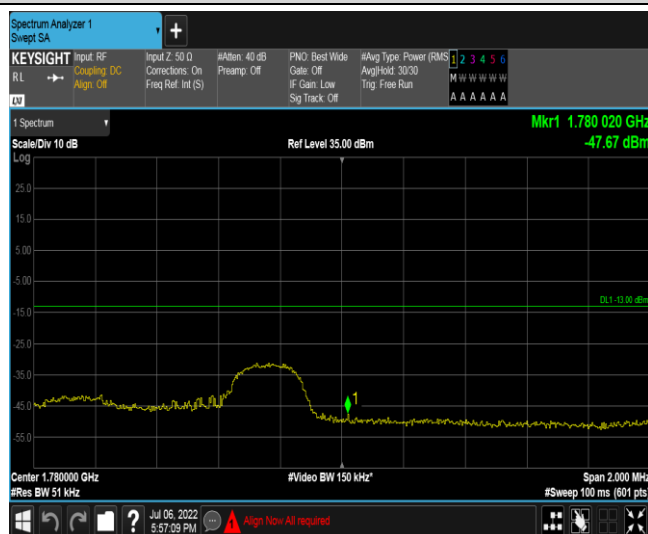 Spectrum Analyzer 1
Swept SA
+
KEYSIGHT
RL
LXI
Input: RF
Coupling: DC
Align: Off
Input Z: 50 Ω
Corrections: On
Freq Ref: Int (S)
#Atten: 40 dB
Preamp: Off
PNO: Best Wide
Gate: Off
IF Gain: Low
Sig Track: Off
#Avg Type: Power (RMS
Avg|Hold: 30/30
Trig: Free Run
1 2 3 4 5 6
M W W W W W
A A A A A A
1 Spectrum
Mkr1 1.780 020 GHz
Scale/Div 10 dB
Ref Level 35.00 dBm
-47.67 dBm
Log
25.0
15.0
5.00
-5.00
DL1 -13.00 dBm
-15.0
-25.0
-35.0
1
-45.0
-55.0
Center 1.780000 GHz
#Video BW 150 kHz*
Span 2.000 MHz
#Res BW 51 kHz
#Sweep 100 ms (601 pts)
?
Jul 06, 2022
5:57:09 PM
Align Now All required